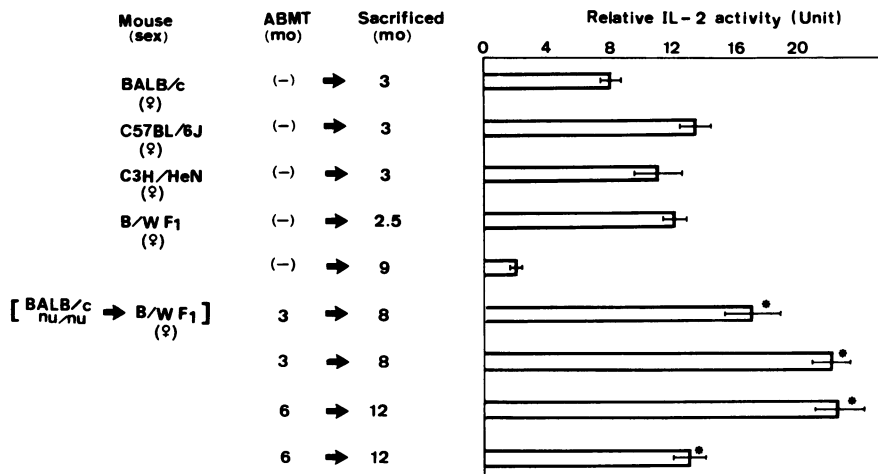 Mouse ABMT Sacrificed Relative IL-2 activity (Unit)
(sex) (mo) (mo)
0 4 8 12 16 20
BALB/c (−) ➡ 3
(♀)
C57BL/6J (−) ➡ 3
(♀)
C3H/HeN (−) ➡ 3
(♀)
B/W F1 (−) ➡ 2.5
(♀)
(−) ➡ 9
[ BALB/c nu/nu ➡ B/W F1 ] 3 ➡ 8 *
(♀)
3 ➡ 8 *
6 ➡ 12 *
6 ➡ 12 *